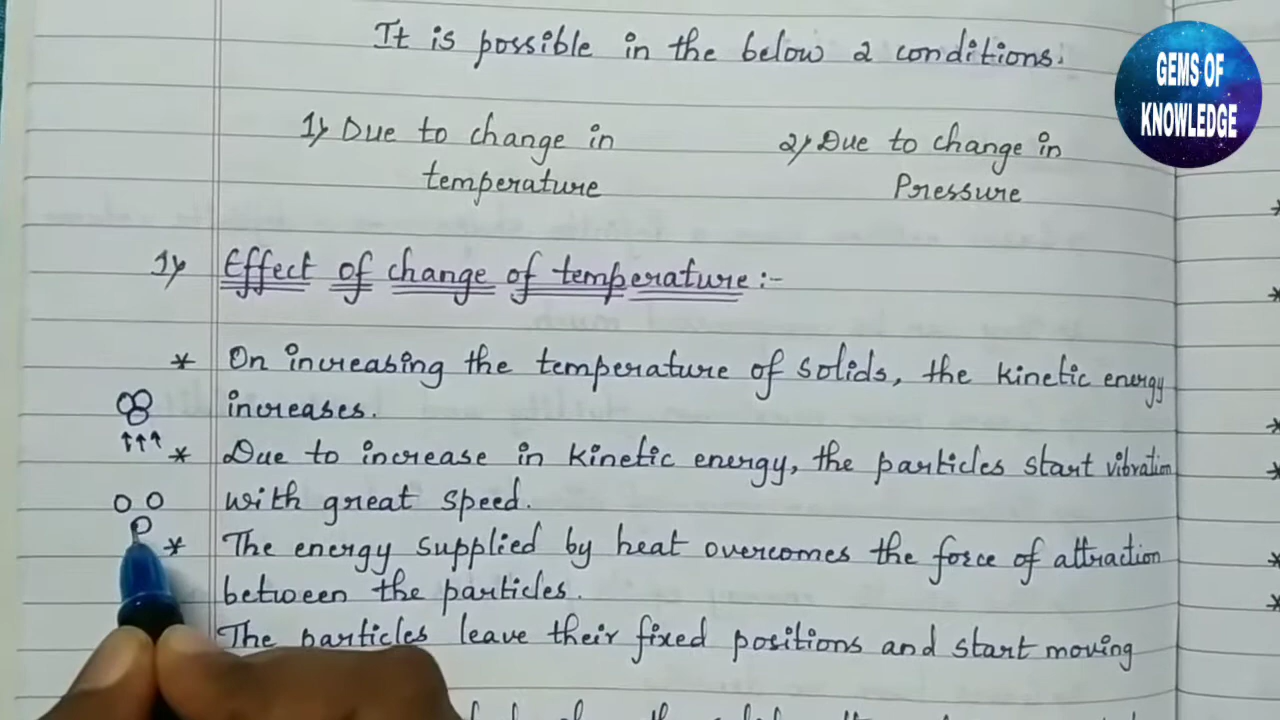 It is possible in the below 2 conditions.
GEMS OF
KNOWLEDGE
1) Due to change in
temperature
2) Due to change in
Pressure
1) Effect of change of temperature:-
* On increasing the temperature of solids, the kinetic energy
increases.
* Due to increase in kinetic energy, the particles start vibration
with great speed.
* The energy supplied by heat overcomes the force of attraction
between the particles.
The particles leave their fixed positions and start moving